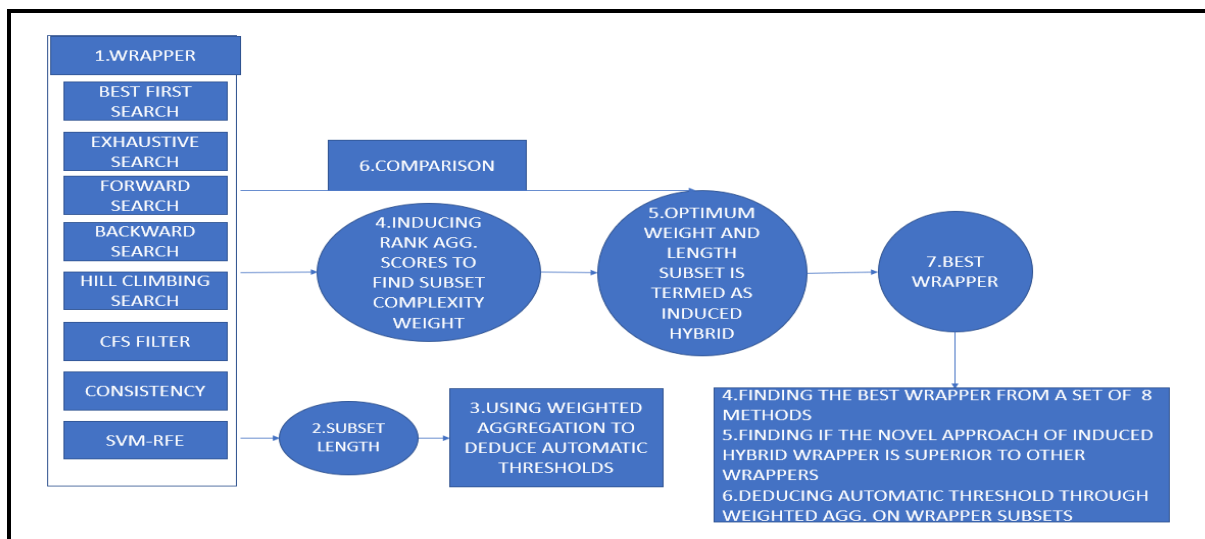 1.WRAPPER
BEST FIRST
SEARCH
EXHAUSTIVE
SEARCH
FORWARD
SEARCH
BACKWARD
SEARCH
HILL CLIMBING
SEARCH
CFS FILTER
CONSISTENCY
SVM-RFE
6.COMPARISON
4.INDUCING
RANK AGG.
SCORES TO
FIND SUBSET
COMPLEXITY
WEIGHT
5.OPTIMUM
WEIGHT AND
LENGTH
SUBSET IS
TERMED AS
INDUCED
HYBRID
7.BEST
WRAPPER
2.SUBSET
LENGTH
3.USING WEIGHTED
AGGREGATION TO
DEDUCE AUTOMATIC
THRESHOLDS
4.FINDING THE BEST WRAPPER FROM A SET OF 8
METHODS
5.FINDING IF THE NOVEL APPROACH OF INDUCED
HYBRID WRAPPER IS SUPERIOR TO OTHER
WRAPPERS
6.DEDUCING AUTOMATIC THRESHOLD THROUGH
WEIGHTED AGG. ON WRAPPER SUBSETS